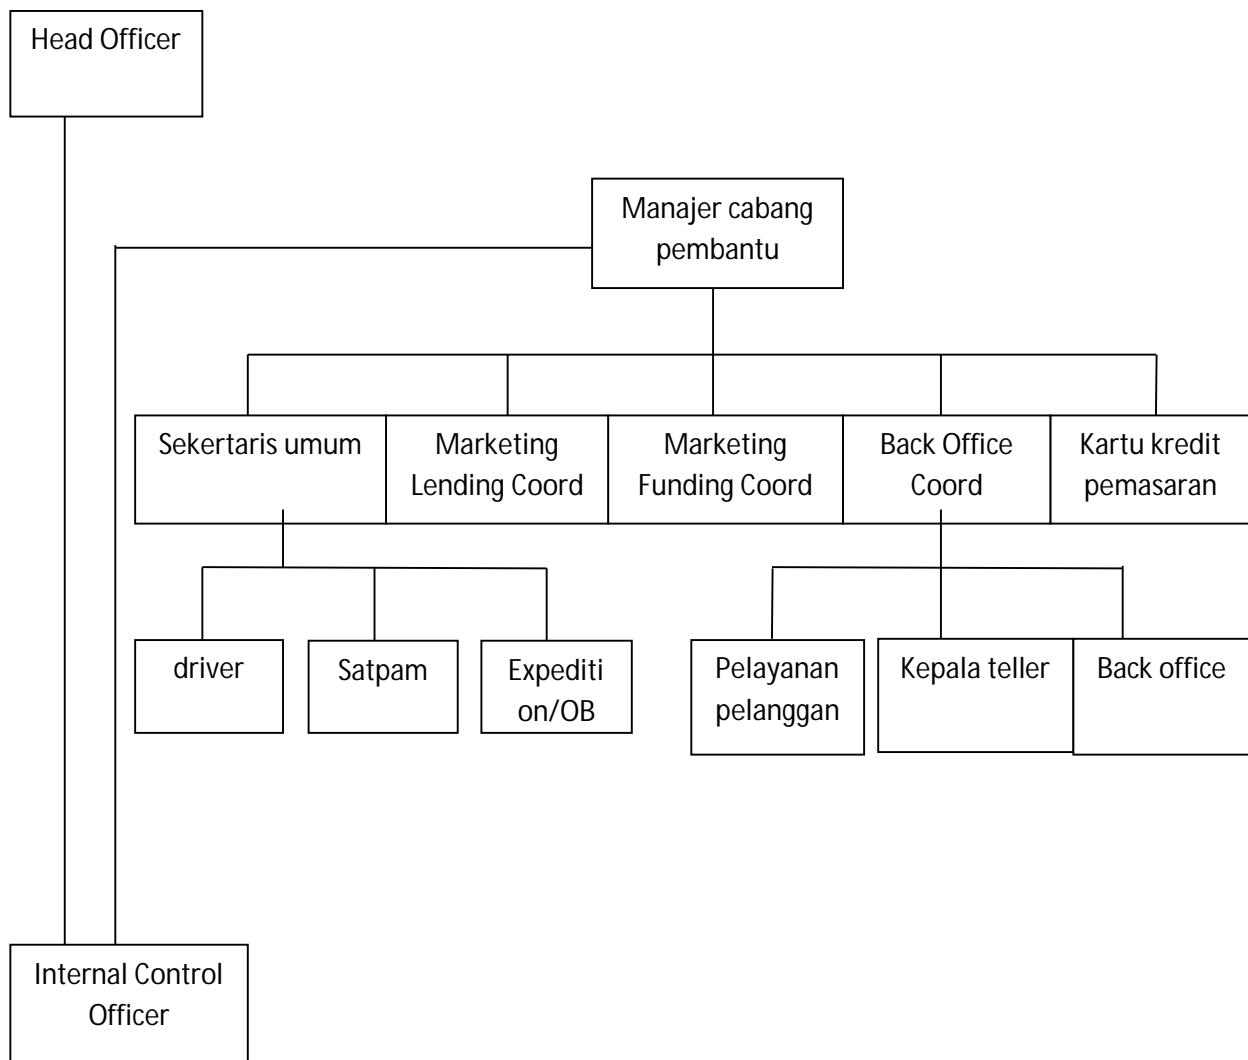 Head Officer
Manajer cabang
pembantu
Sekertaris umum
Marketing
Lending Coord
Marketing
Funding Coord
Back Office
Coord
Kartu kredit
pemasaran
driver
Satpam
Expediti
on/OB
Pelayanan
pelanggan
Kepala teller
Back office
Internal Control
Officer